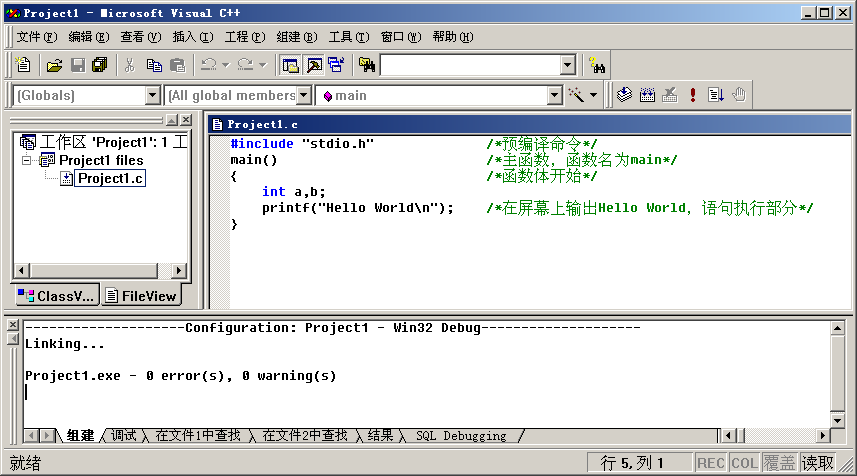 Project1 - Microsoft Visual C++
文件(F) 编辑(E) 查看(V) 插入(I) 工程(P) 组建(B) 工具(T) 窗口(W) 帮助(H)
(Globals) (All global members main
工作区 'Project1': 1 工
Project1 files
Project1.c
ClassV... FileView
Project1.c
#include "stdio.h" /*预编译命令*/
main() /*主函数，函数名为main*/
{ /*函数体开始*/
int a,b;
printf("Hello World\n"); /*在屏幕上输出Hello World，语句执行部分*/
}
--------------------Configuration: Project1 - Win32 Debug--------------------
Linking...
Project1.exe - 0 error(s), 0 warning(s)
组建 调试 在文件1中查找 在文件2中查找 结果 SQL Debugging
就绪 行 5, 列 1 REC COL 覆盖 读取